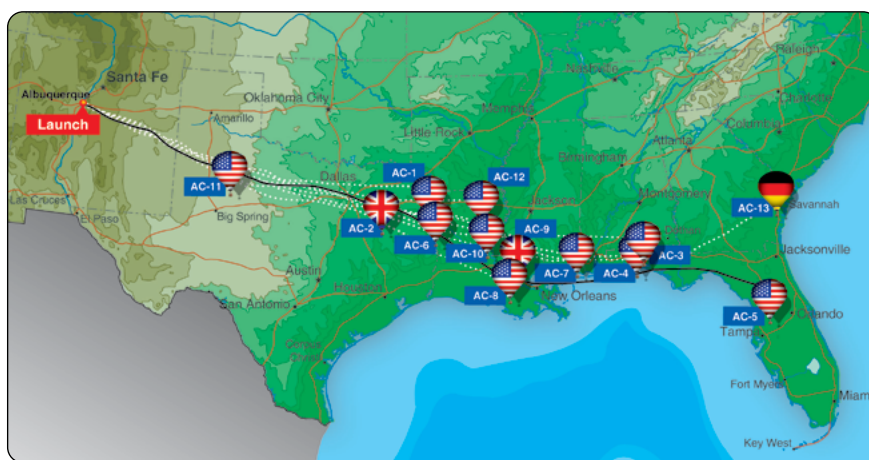 Santa Fe
Albuquerque
Launch
Las Cruces
El Paso
Amarillo
Oklahoma City
Nashville
Raleigh
Charlotte
Memphis
Little Rock
Columbia
Atlanta
Birmingham
Dallas
AC-11
Big Spring
AC-1
AC-12
AC-2
AC-6
AC-10
Jackson
AC-9
Montgomery
AC-13
Savannah
AC-7
AC-4
AC-3
Jacksonville
AC-8
New Orleans
Austin
Houston
San Antonio
Corpus
Christi
AC-5
Orlando
Tampa
Fort Myers
Miami
Key West